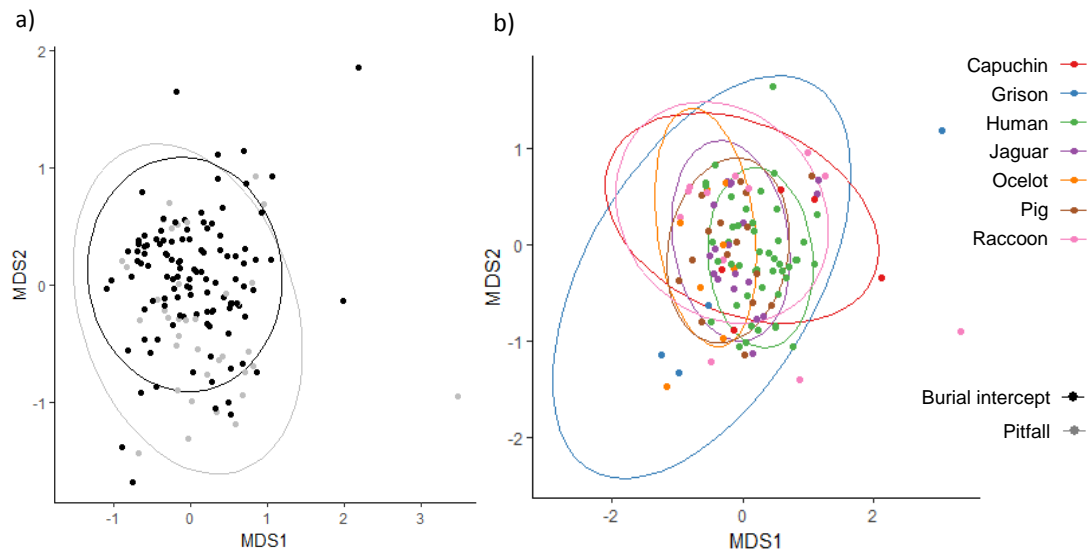 a)
2
1
0
-1
MDS2
-1 0 1 2 3
MDS1
b)
1
0
-1
-2
MDS2
-2 0 2
MDS1
Capuchin
Grison
Human
Jaguar
Ocelot
Pig
Raccoon
Burial intercept
Pitfall